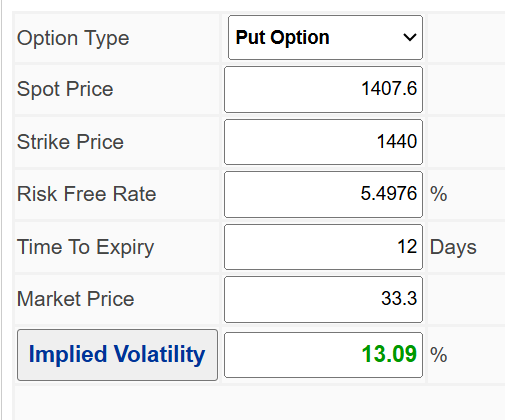 Option Type Put Option
Spot Price 1407.6
Strike Price 1440
Risk Free Rate 5.4976 %
Time To Expiry 12 Days
Market Price 33.3
Implied Volatility 13.09 %